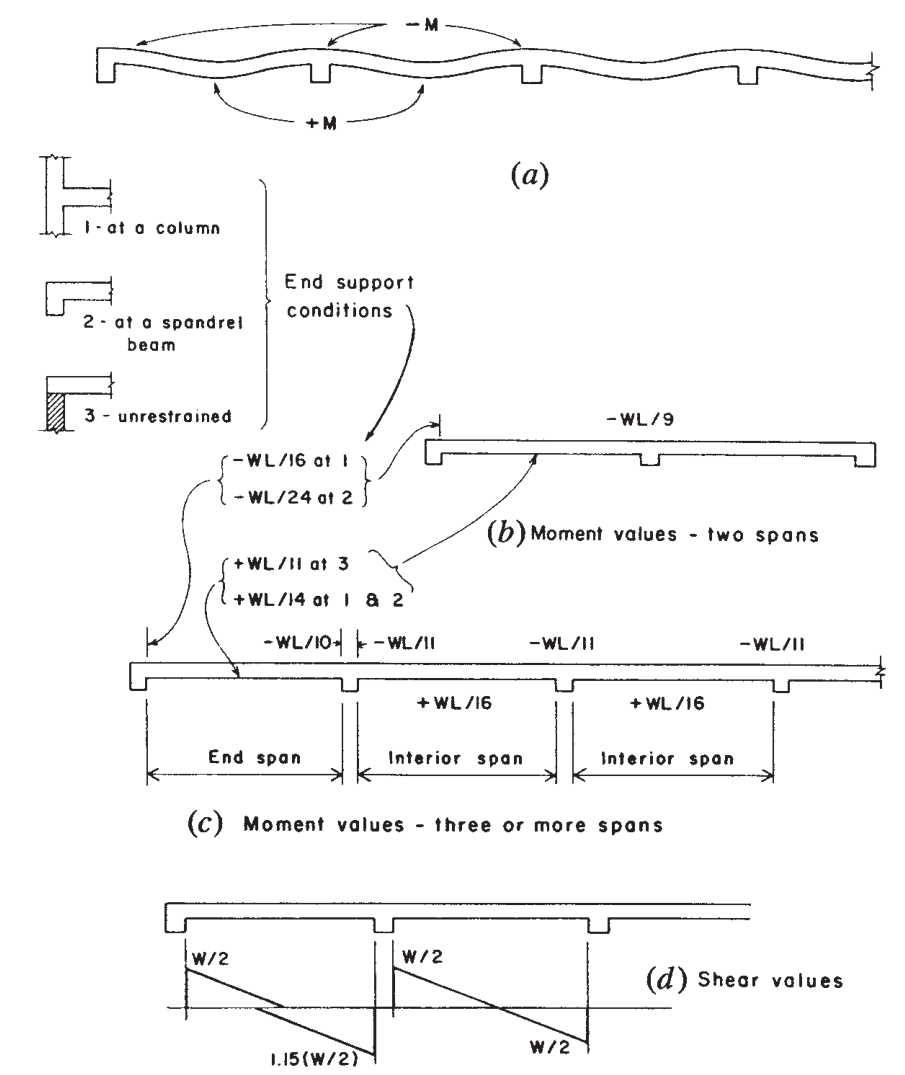 -M
+M
(a)
1 - at a column
2 - at a spandrel
beam
3 - unrestrained
End support
conditions
-WL/9
-WL/16 at 1
-WL/24 at 2
(b) Moment values - two spans
+WL/11 at 3
+WL/14 at 1 & 2
-WL/10 -WL/11 -WL/11 -WL/11
+WL/16 +WL/16
End span Interior span Interior span
(c) Moment values - three or more spans
W/2 W/2
(d) Shear values
1.15(W/2) W/2